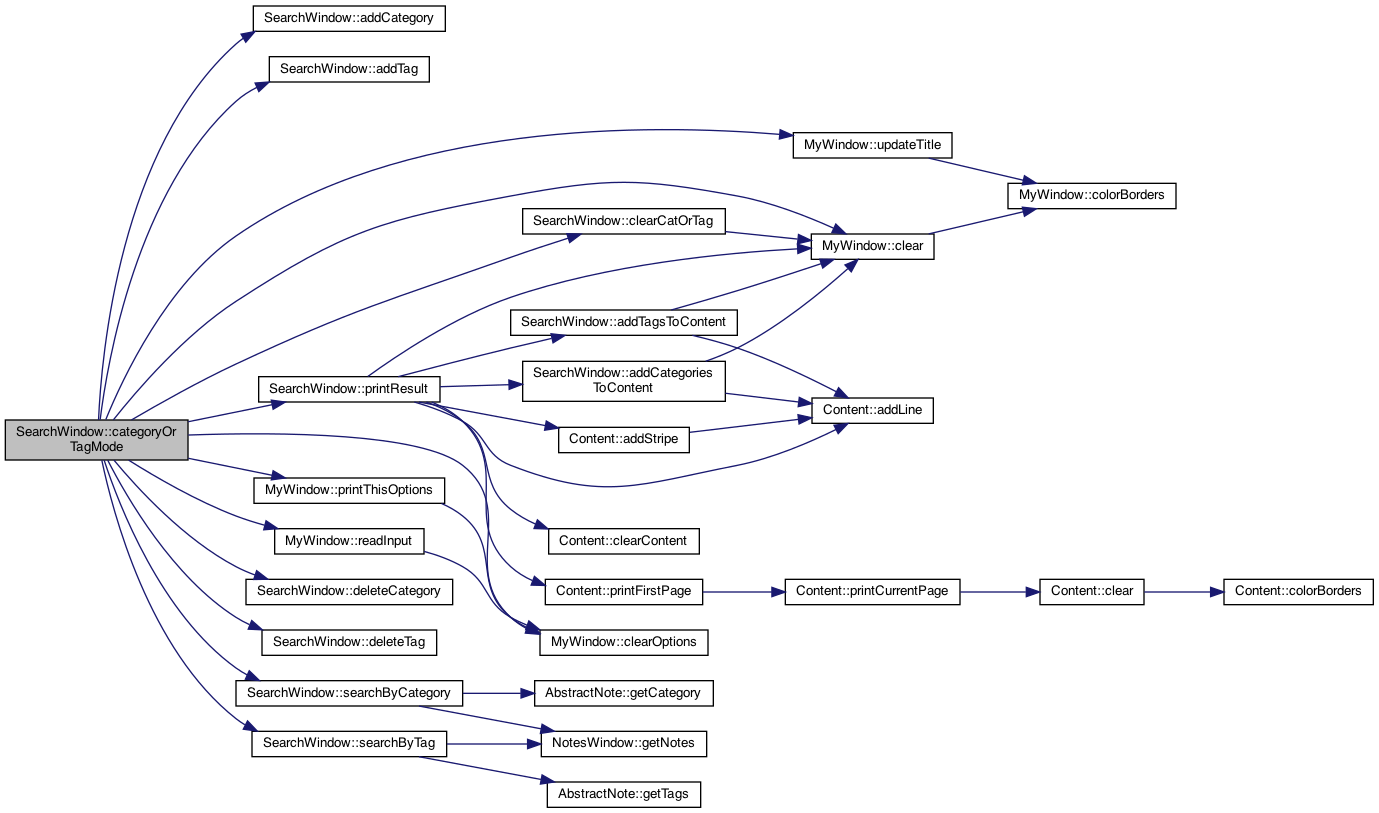 SearchWindow::addCategory
SearchWindow::addTag
MyWindow::updateTitle
MyWindow::colorBorders
SearchWindow::clearCatOrTag
MyWindow::clear
SearchWindow::addTagsToContent
SearchWindow::addCategories
ToContent
SearchWindow::printResult
Content::addLine
SearchWindow::categoryOr
TagMode
Content::addStripe
MyWindow::printThisOptions
MyWindow::readInput
Content::clearContent
SearchWindow::deleteCategory
Content::printFirstPage
Content::printCurrentPage
Content::clear
Content::colorBorders
SearchWindow::deleteTag
MyWindow::clearOptions
SearchWindow::searchByCategory
AbstractNote::getCategory
SearchWindow::searchByTag
NotesWindow::getNotes
AbstractNote::getTags